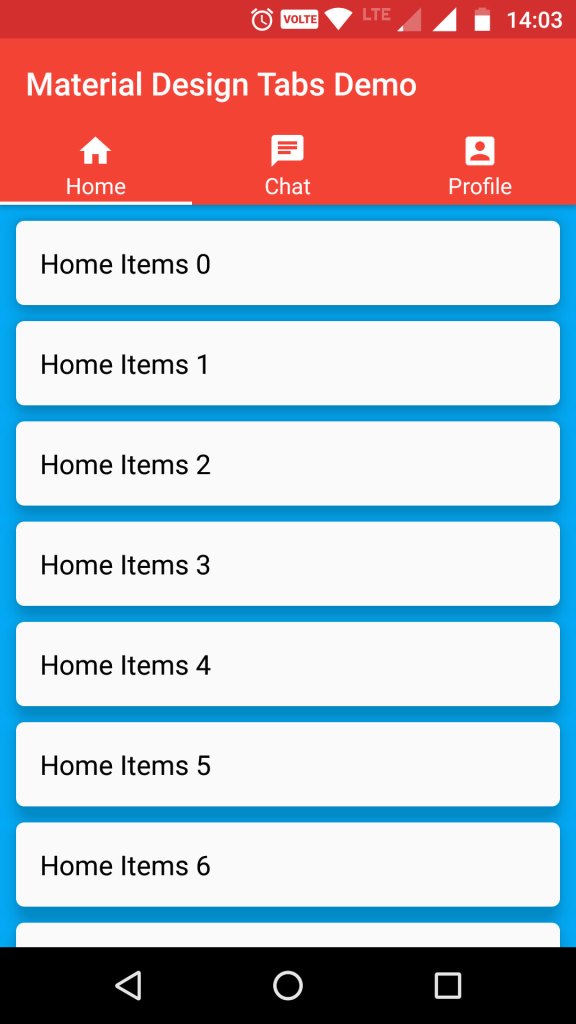 VOLTE LTE 14:03
Material Design Tabs Demo
Home Chat Profile
Home Items 0
Home Items 1
Home Items 2
Home Items 3
Home Items 4
Home Items 5
Home Items 6